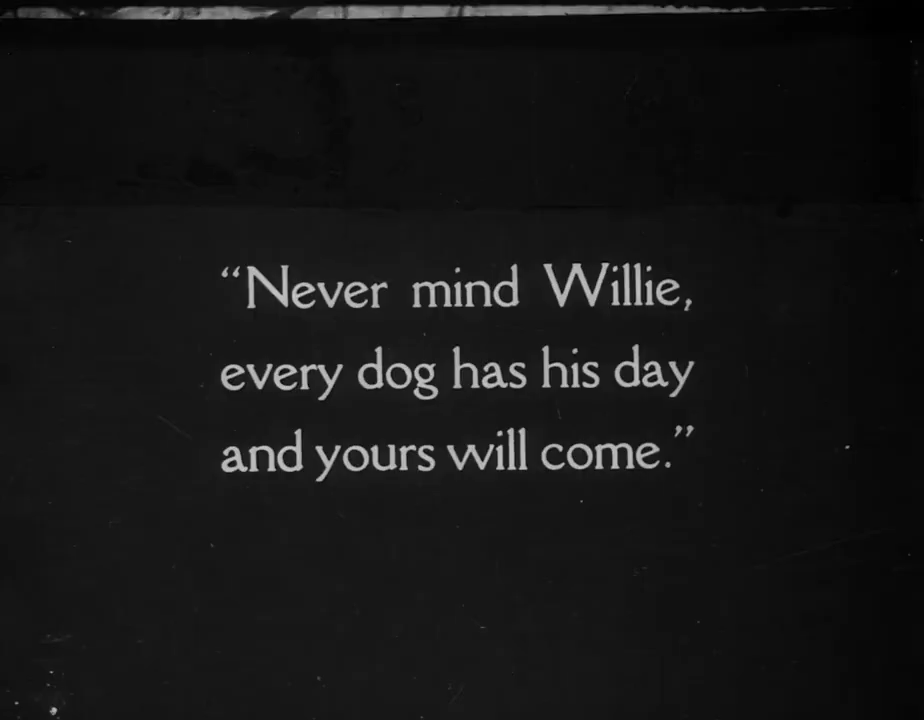 “Never mind Willie,
every dog has his day
and yours will come.”